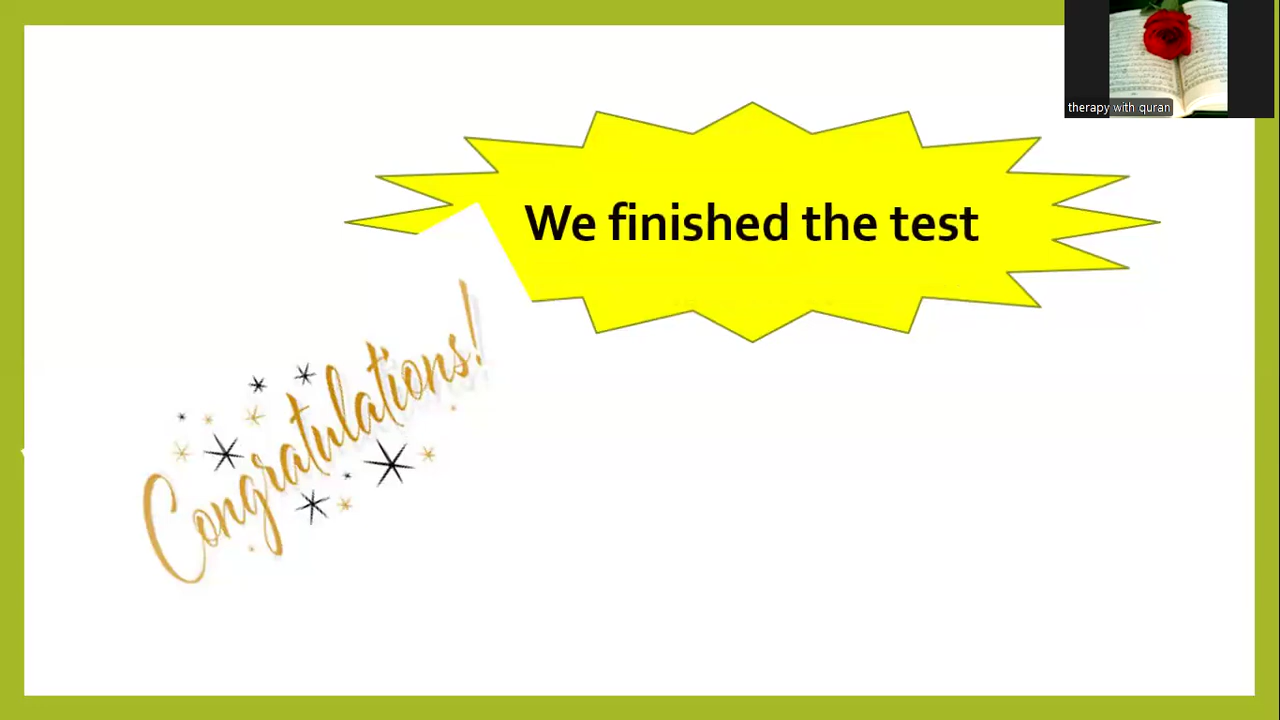 therapy with quran
We finished the test
Congratulations!